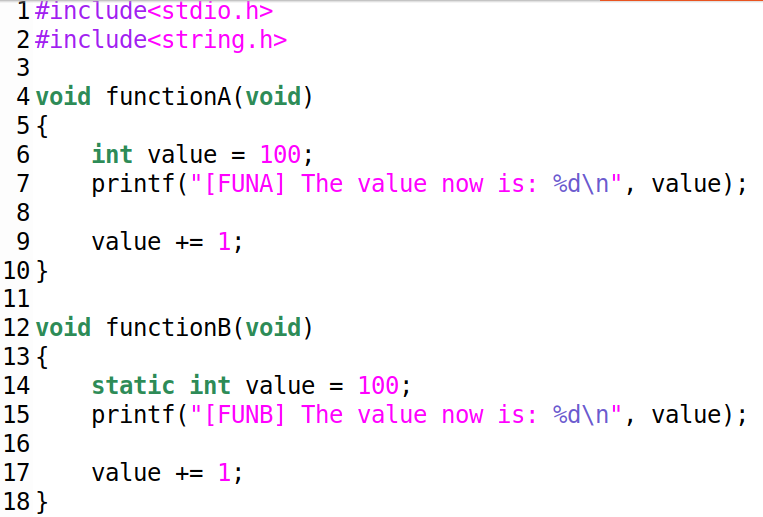 1 #include<stdio.h>
2 #include<string.h>
3
4 void functionA(void)
5 {
6     int value = 100;
7     printf("[FUNA] The value now is: %d\n", value);
8
9     value += 1;
10 }
11
12 void functionB(void)
13 {
14     static int value = 100;
15     printf("[FUNB] The value now is: %d\n", value);
16
17     value += 1;
18 }